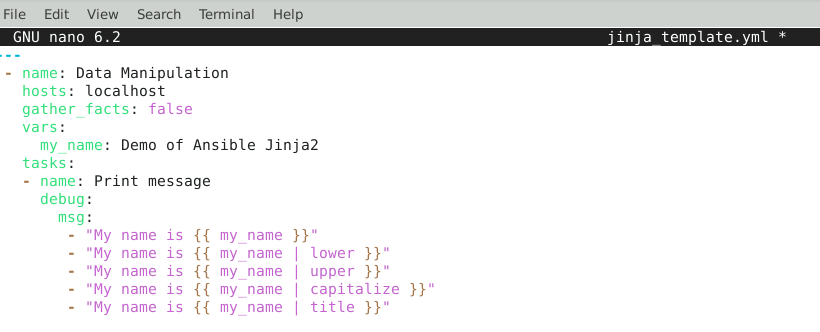 File Edit View Search Terminal Help
GNU nano 6.2 jinja_template.yml *
---
- name: Data Manipulation
  hosts: localhost
  gather_facts: false
  vars:
    my_name: Demo of Ansible Jinja2
  tasks:
  - name: Print message
    debug:
      msg:
       - "My name is {{ my_name }}"
       - "My name is {{ my_name | lower }}"
       - "My name is {{ my_name | upper }}"
       - "My name is {{ my_name | capitalize }}"
       - "My name is {{ my_name | title }}"